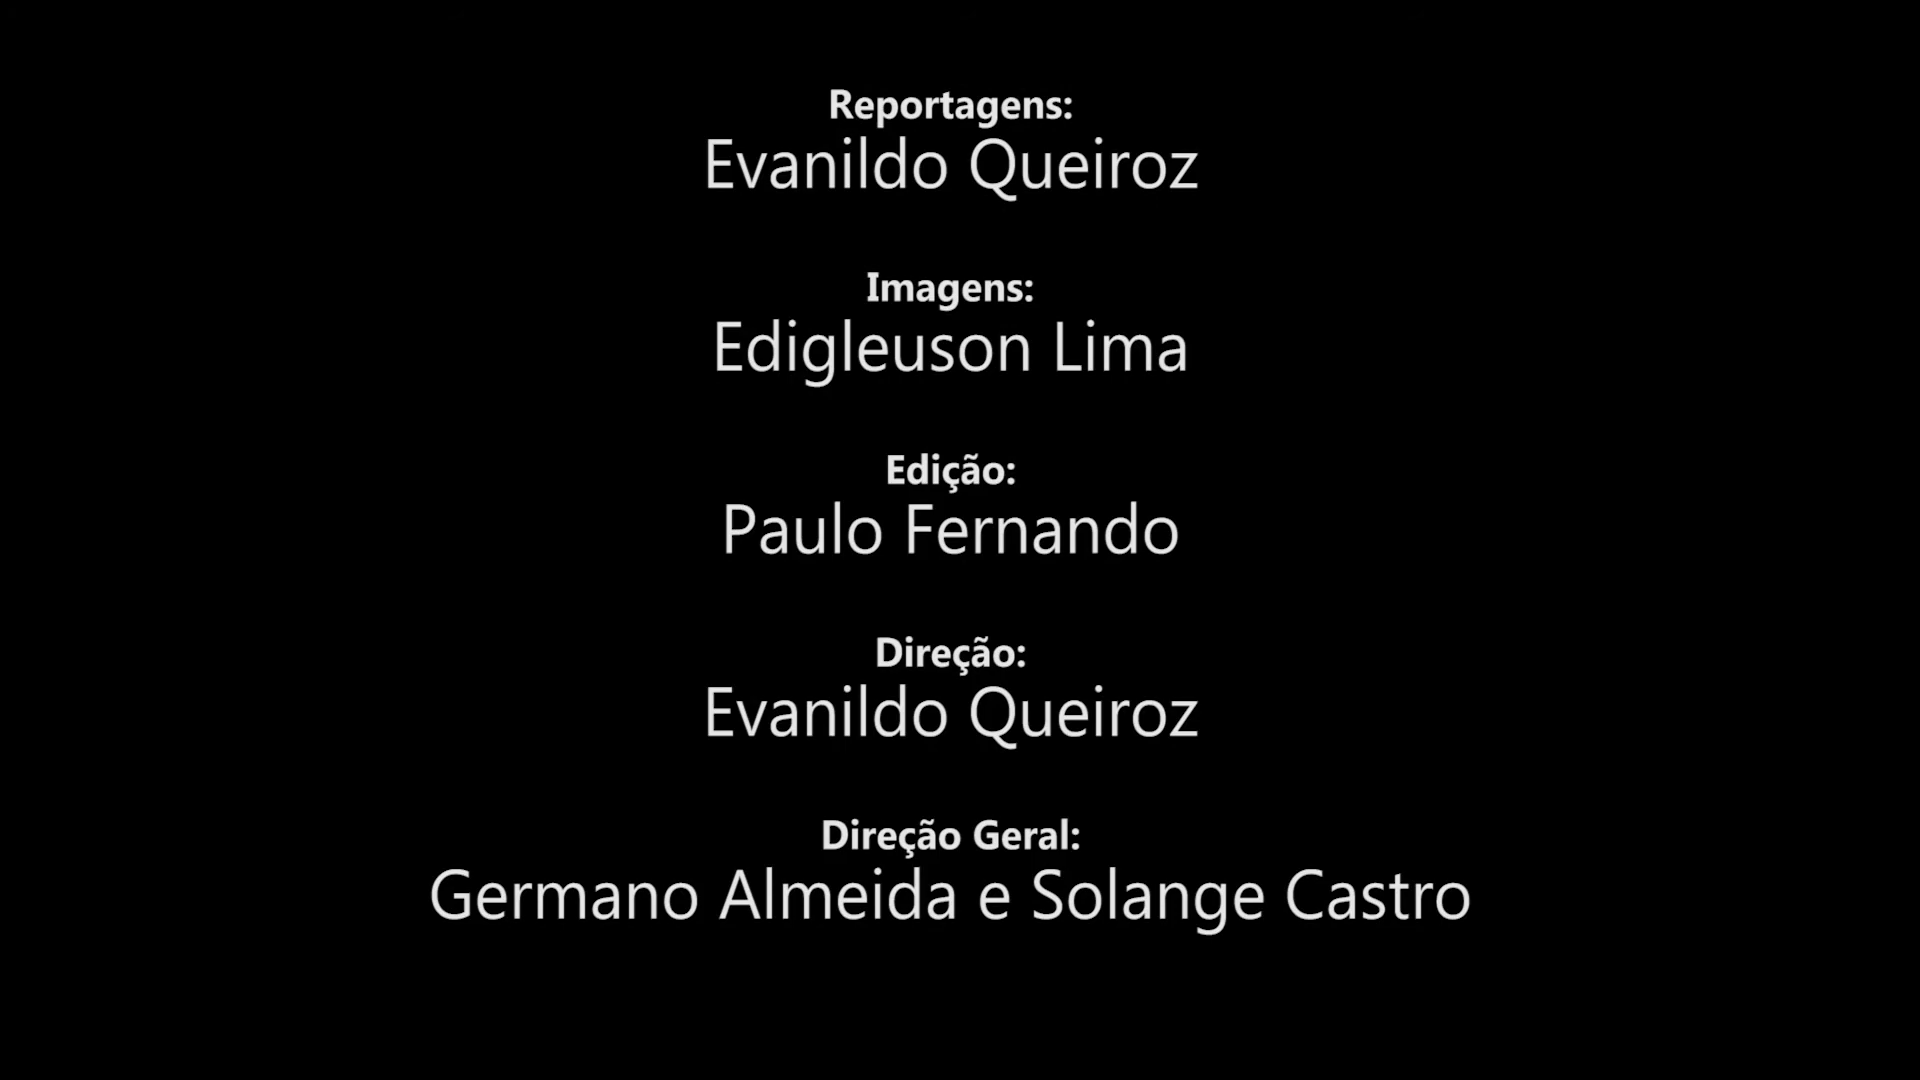 Reportagens:
Evanildo Queiroz
Imagens:
Edigleuson Lima
Edição:
Paulo Fernando
Direção:
Evanildo Queiroz
Direção Geral:
Germano Almeida e Solange Castro